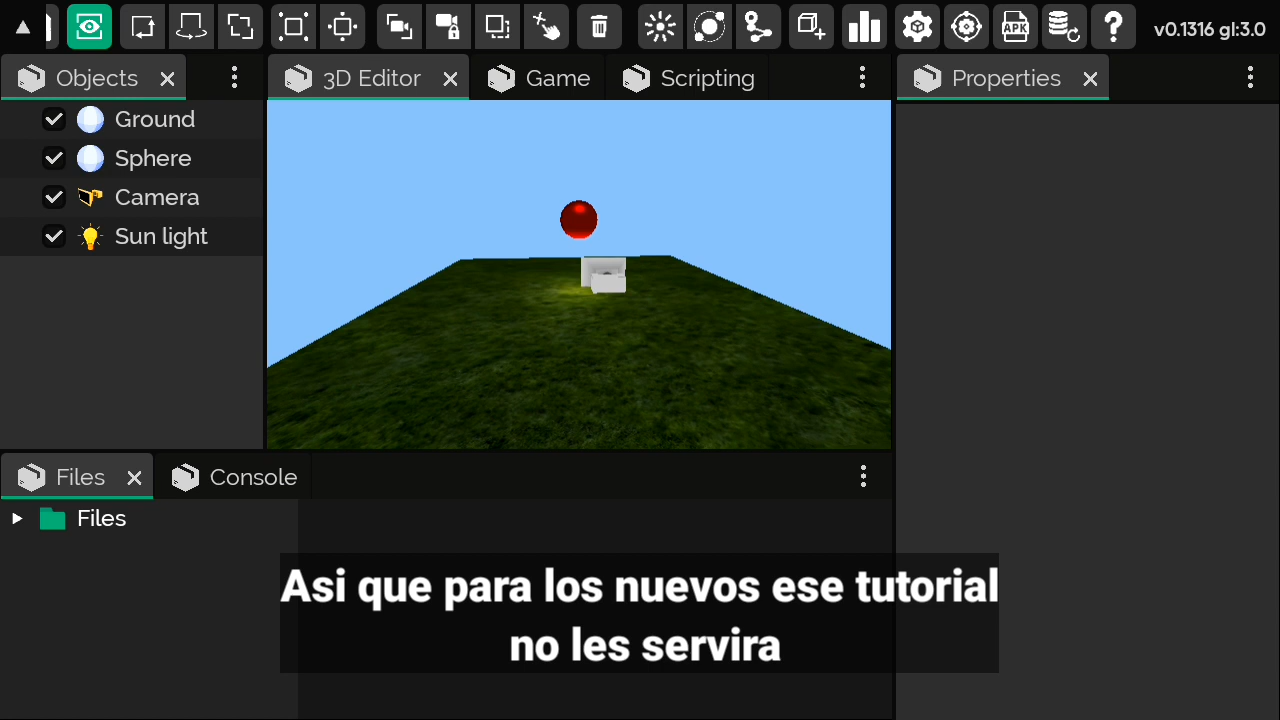 APK
v0.1316 gl:3.0
Objects
3D Editor
Game
Scripting
Properties
Ground
Sphere
Camera
Sun light
Files
Console
Files
Asi que para los nuevos ese tutorial
no les servira